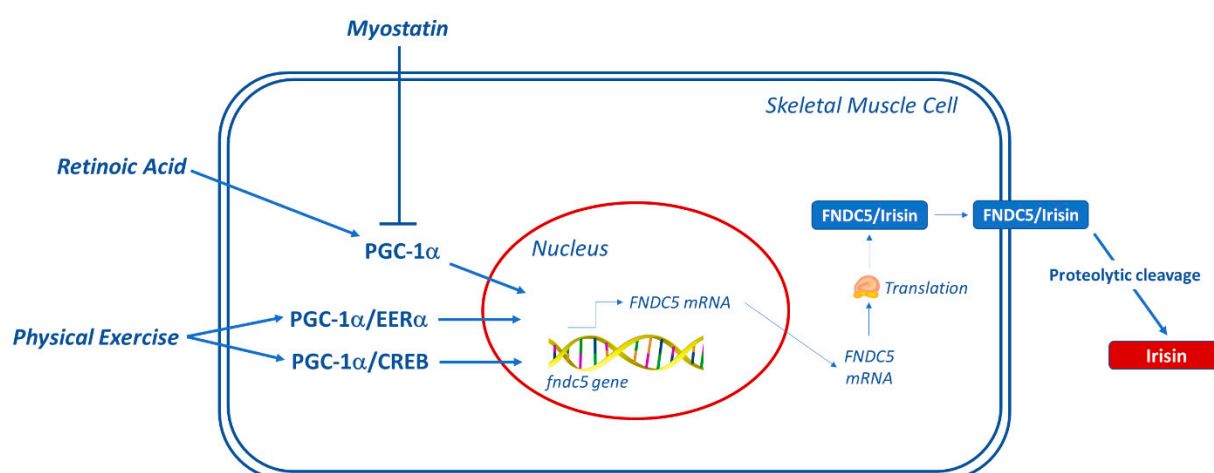 Myostatin
Skeletal Muscle Cell
Retinoic Acid
FNDC5/Irisin
FNDC5/Irisin
PGC-1α
Nucleus
Proteolytic cleavage
Translation
FNDC5 mRNA
PGC-1α/EERα
Physical Exercise
PGC-1α/CREB
fndc5 gene
FNDC5
mRNA
Irisin